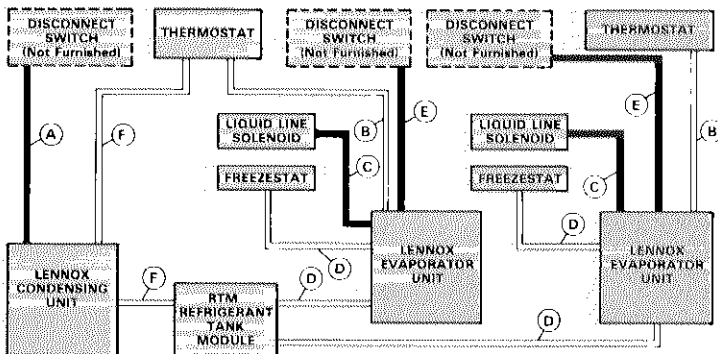 DISCONNECT
SWITCH
(Not Furnished)
THERMOSTAT
DISCONNECT
SWITCH
(Not Furnished)
DISCONNECT
SWITCH
(Not Furnished)
THERMOSTAT
A
F
LIQUID LINE
SOLENOID
B
E
C
FREEZESTAT
D
LIQUID LINE
SOLENOID
E
B
C
FREEZESTAT
D
LENNOX
CONDENSING
UNIT
F
RTM
REFRIGERANT
TANK
MODULE
D
LENNOX
EVAPORATOR
UNIT
D
LENNOX
EVAPORATOR
UNIT